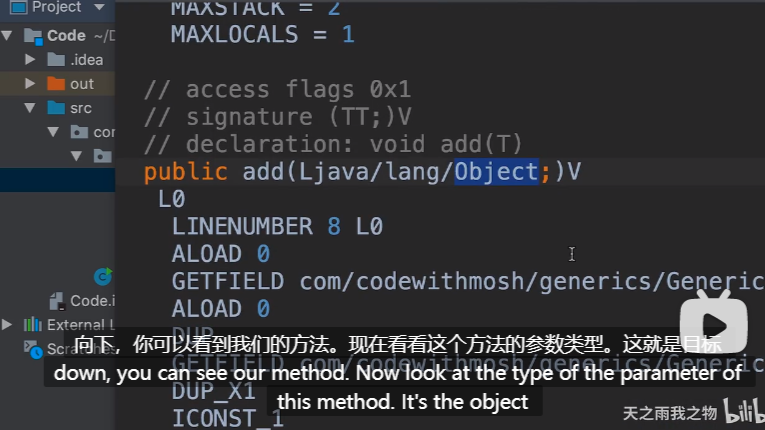 Project
MAXSTACK = 2
Code
MAXLOCALS = 1
.idea
out
// access flags 0x1
src
// signature (TT;)V
// declaration: void add(T)
public add(Ljava/lang/Object;)V
L0
LINENUMBER 8 L0
ALOAD 0
GETFIELD com/codewithmosh/generics/Generic
Code.i
ALOAD 0
External L
DUP
Scratches
向下，你可以看到我们的方法。现在看看这个方法的参数类型。这就是目标
GETFIELD com/codewithmosh/generics/Generic
down, you can see our method. Now look at the type of the parameter of
DUP_X1
this method. It's the object
ICONST_1
天之雨我之物
bilib